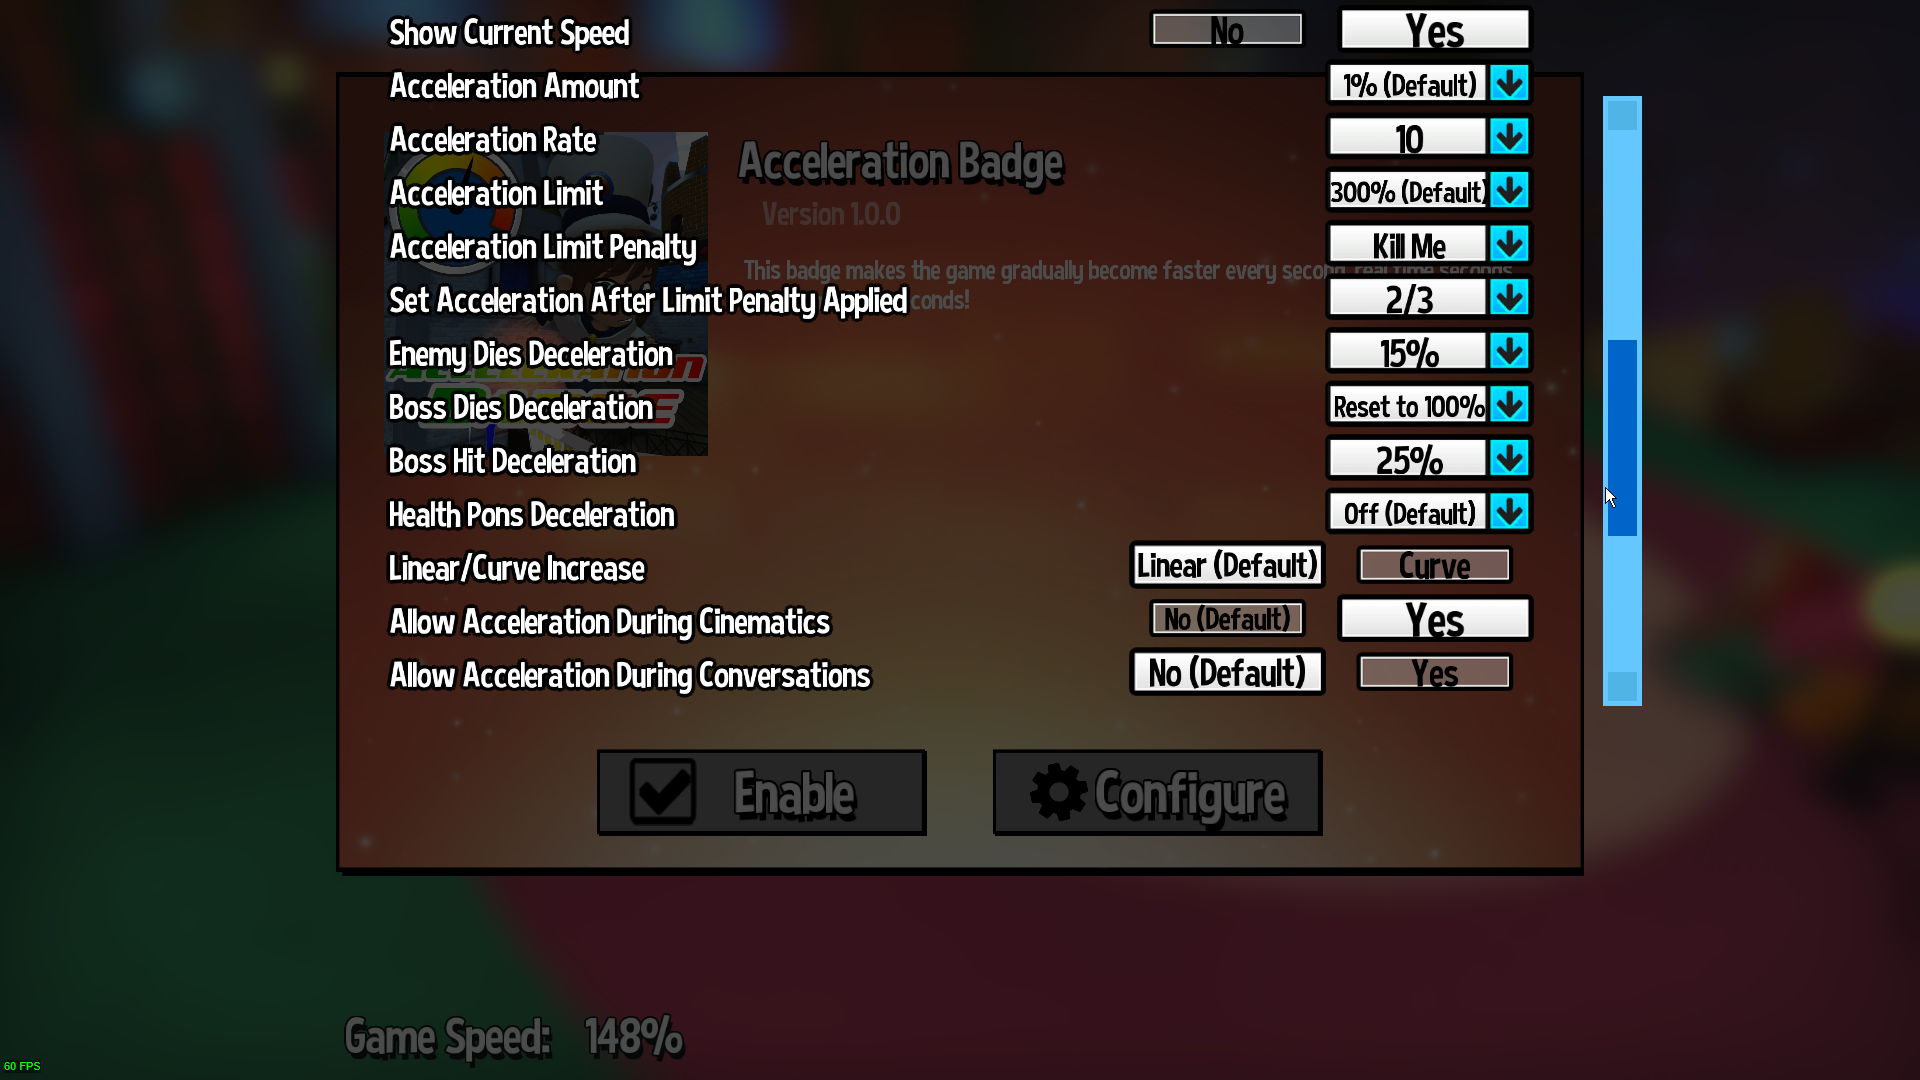 Show Current Speed No Yes
Acceleration Amount 1% (Default)
Acceleration Rate 10
Acceleration Badge
Acceleration Limit 300% (Default)
Version 1.0.0
Acceleration Limit Penalty Kill Me
This badge makes the game gradually become faster every second, real time seconds
Set Acceleration After Limit Penalty Applied conds! 2/3
Enemy Dies Deceleration 15%
Boss Dies Deceleration Reset to 100%
Boss Hit Deceleration 25%
Health Pons Deceleration Off (Default)
Linear/Curve Increase Linear (Default) Curve
Allow Acceleration During Cinematics No (Default) Yes
Allow Acceleration During Conversations No (Default) Yes
Enable Configure
Game Speed: 148%
60 FPS